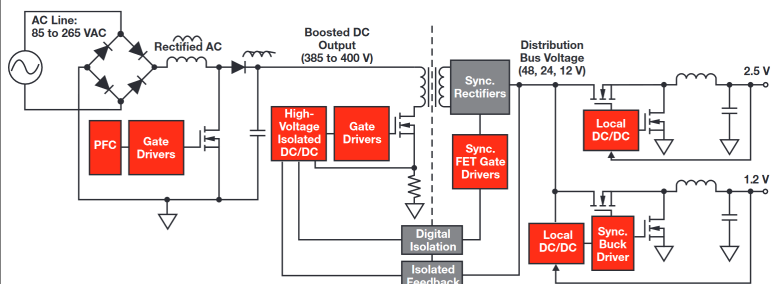 AC Line:
85 to 265 VAC
Rectified AC
Boosted DC
Output
(385 to 400 V)
Distribution
Bus Voltage
(48, 24, 12 V)
2.5 V
Sync.
Rectifiers
PFC
Gate
Drivers
High-
Voltage
Isolated
DC/DC
Gate
Drivers
Sync.
FET Gate
Drivers
Local
DC/DC
1.2 V
Digital
Isolation
Local
DC/DC
Sync.
Buck
Driver
Isolated
Feedback